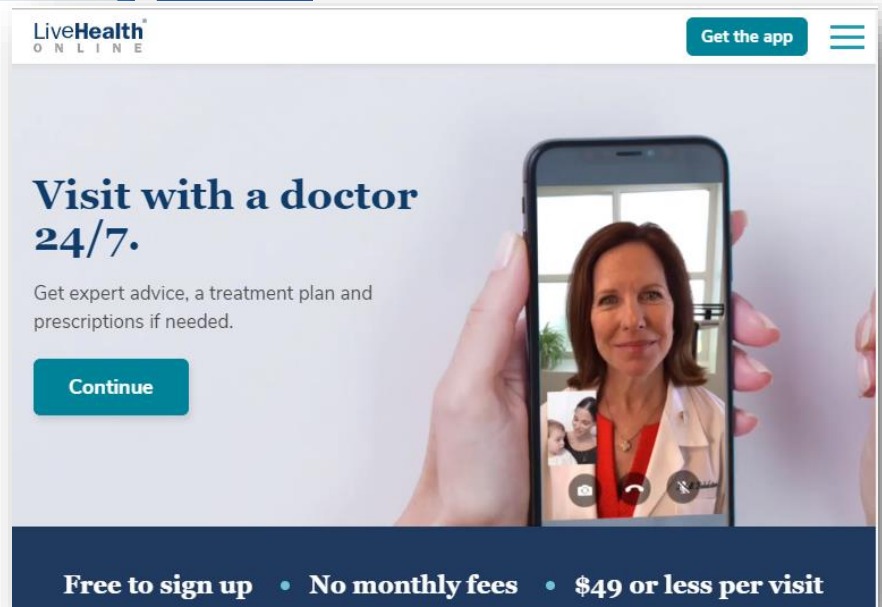 LiveHealth
ONLINE
Get the app
Visit with a doctor
24/7.
Get expert advice, a treatment plan and
prescriptions if needed.
Continue
Free to sign up • No monthly fees • $49 or less per visit